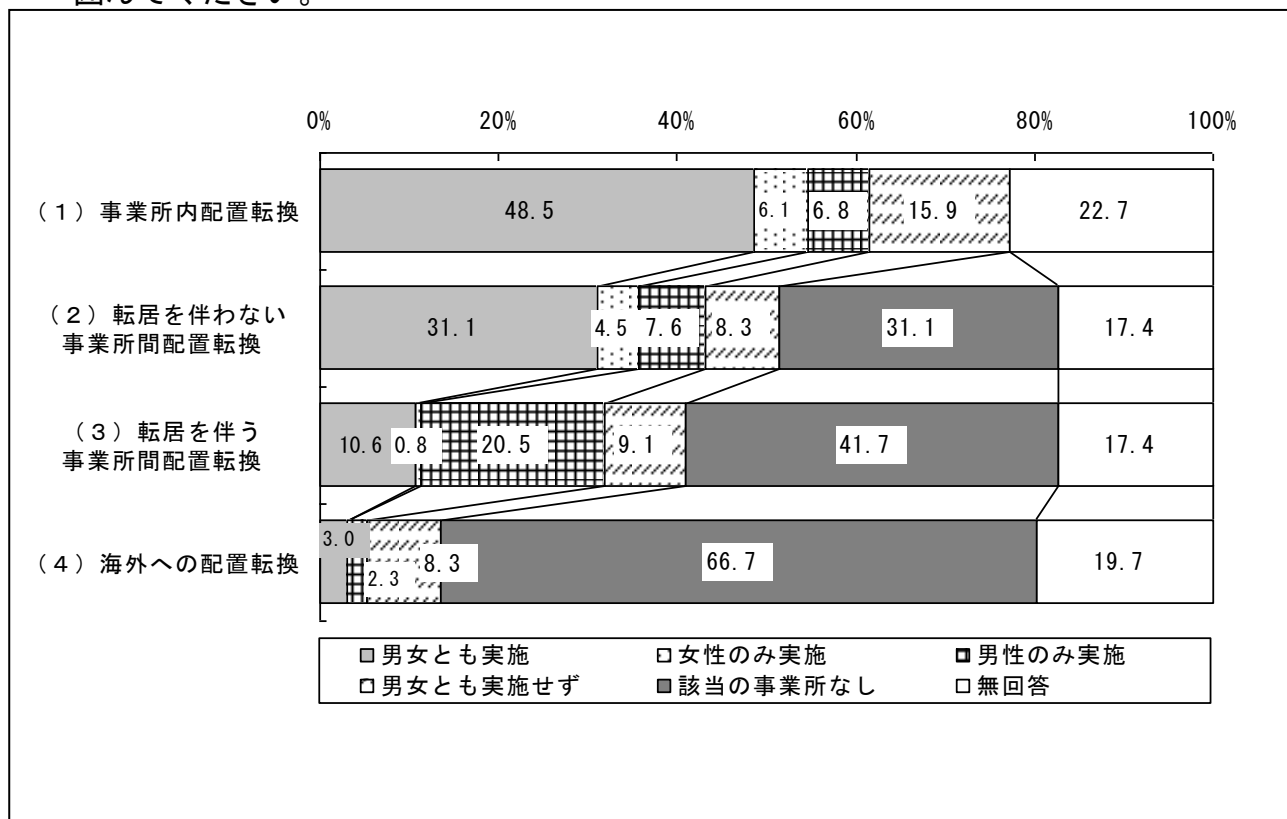 囲んでください。
0% 20% 40% 60% 80% 100%
(1)事業所内配置転換 48.5 6.1 6.8 15.9 22.7
(2)転居を伴わない
事業所間配置転換 31.1 4.5 7.6 8.3 31.1 17.4
(3)転居を伴う
事業所間配置転換 10.6 0.8 20.5 9.1 41.7 17.4
(4)海外への配置転換 3.0 2.3 8.3 66.7 19.7
男女とも実施 女性のみ実施 男性のみ実施
男女とも実施せず 該当の事業所なし 無回答